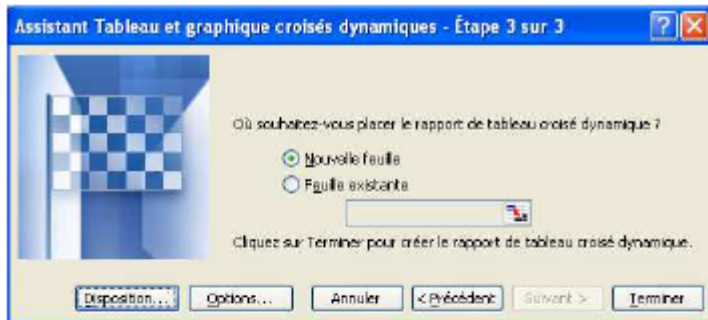 Assistant Tableau et graphique croisés dynamiques - Étape 3 sur 3
Où souhaitez-vous placer le rapport de tableau croisé dynamique ?
Nouvelle feuille
Feuille existante
Cliquez sur Terminer pour créer le rapport de tableau croisé dynamique.
Disposition... Options... Annuler < Précédent Suivant > Terminer